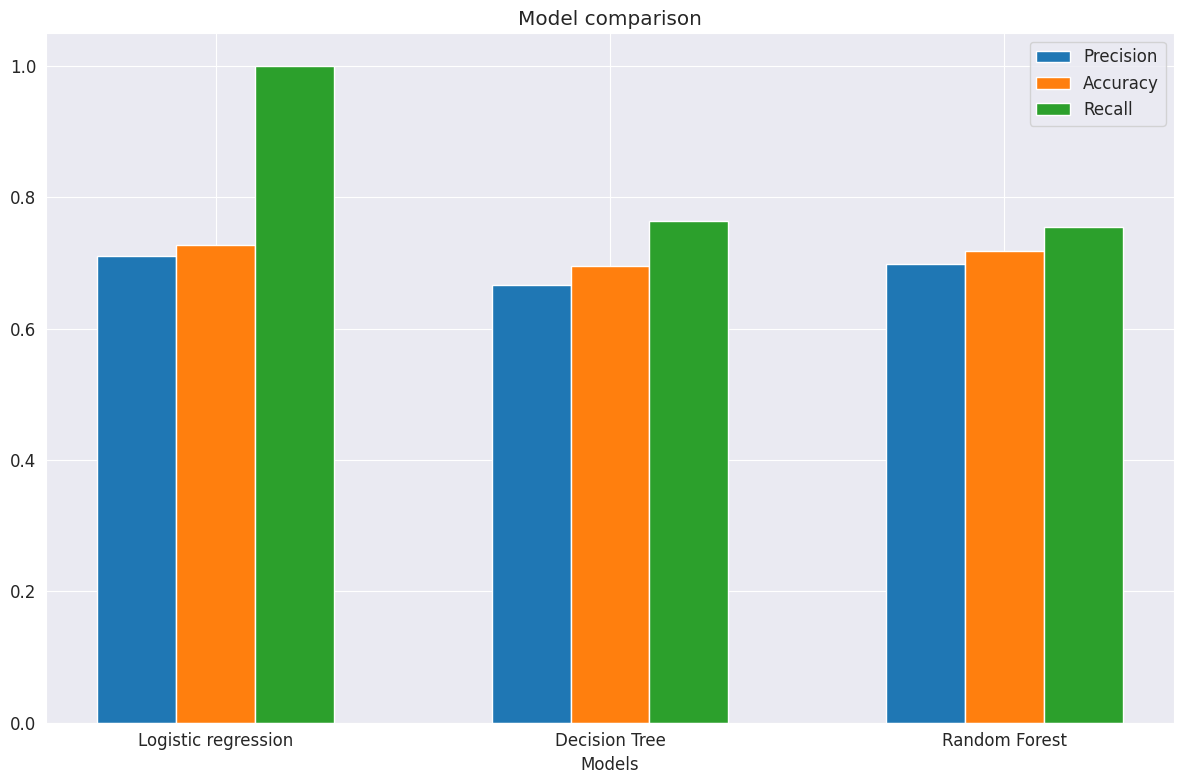 Model comparison
1.0
0.8
0.6
0.4
0.2
0.0
Precision
Accuracy
Recall
Logistic regression
Decision Tree
Random Forest
Models